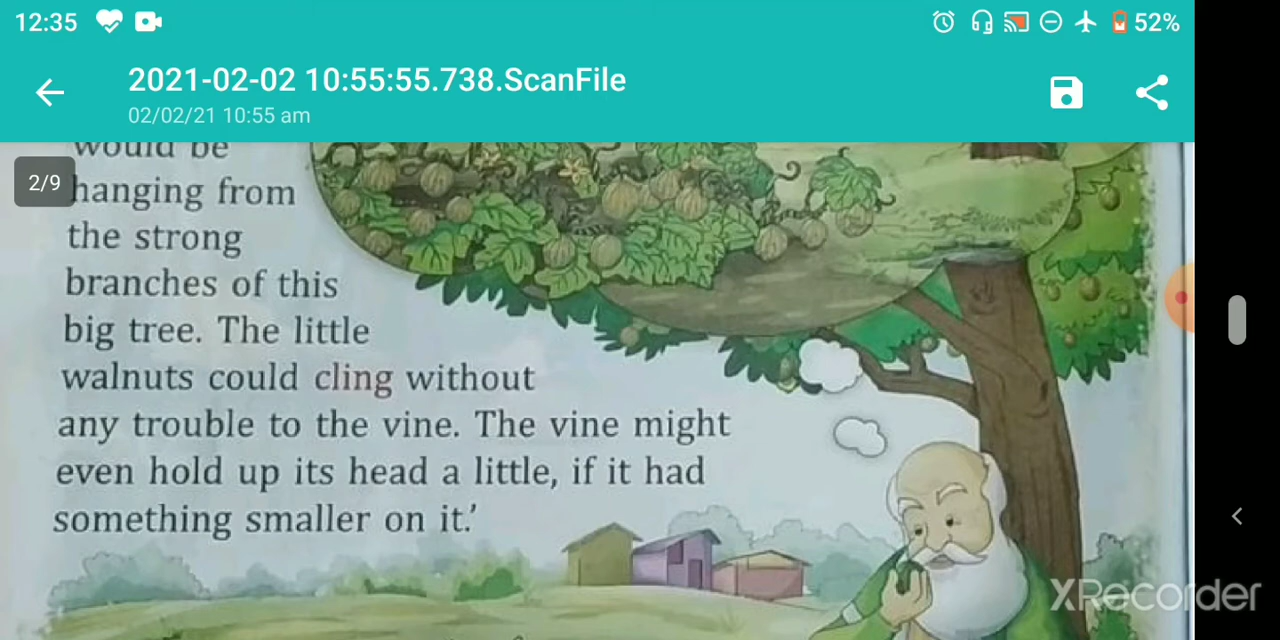 12:35
52%
2021-02-02 10:55:55.738.ScanFile
02/02/21 10:55 am
2/9
would be
hanging from
the strong
branches of this
big tree. The little
walnuts could cling without
any trouble to the vine. The vine might
even hold up its head a little, if it had
something smaller on it.’
XRecorder